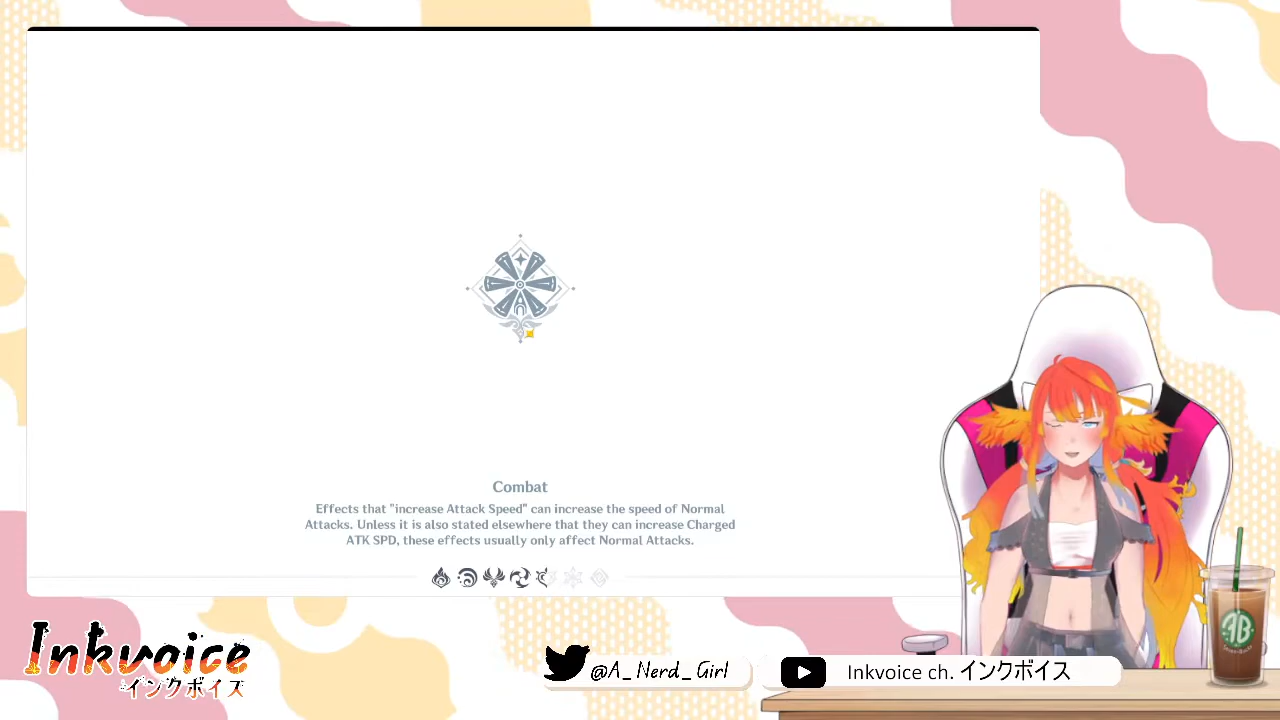 Combat
Effects that "increase Attack Speed" can increase the speed of Normal
Attacks. Unless it is also stated elsewhere that they can increase Charged
ATK SPD, these effects usually only affect Normal Attacks.
Inkvoice
インクボイス
@A_Nerd_Girl
Inkvoice ch. インクボイス